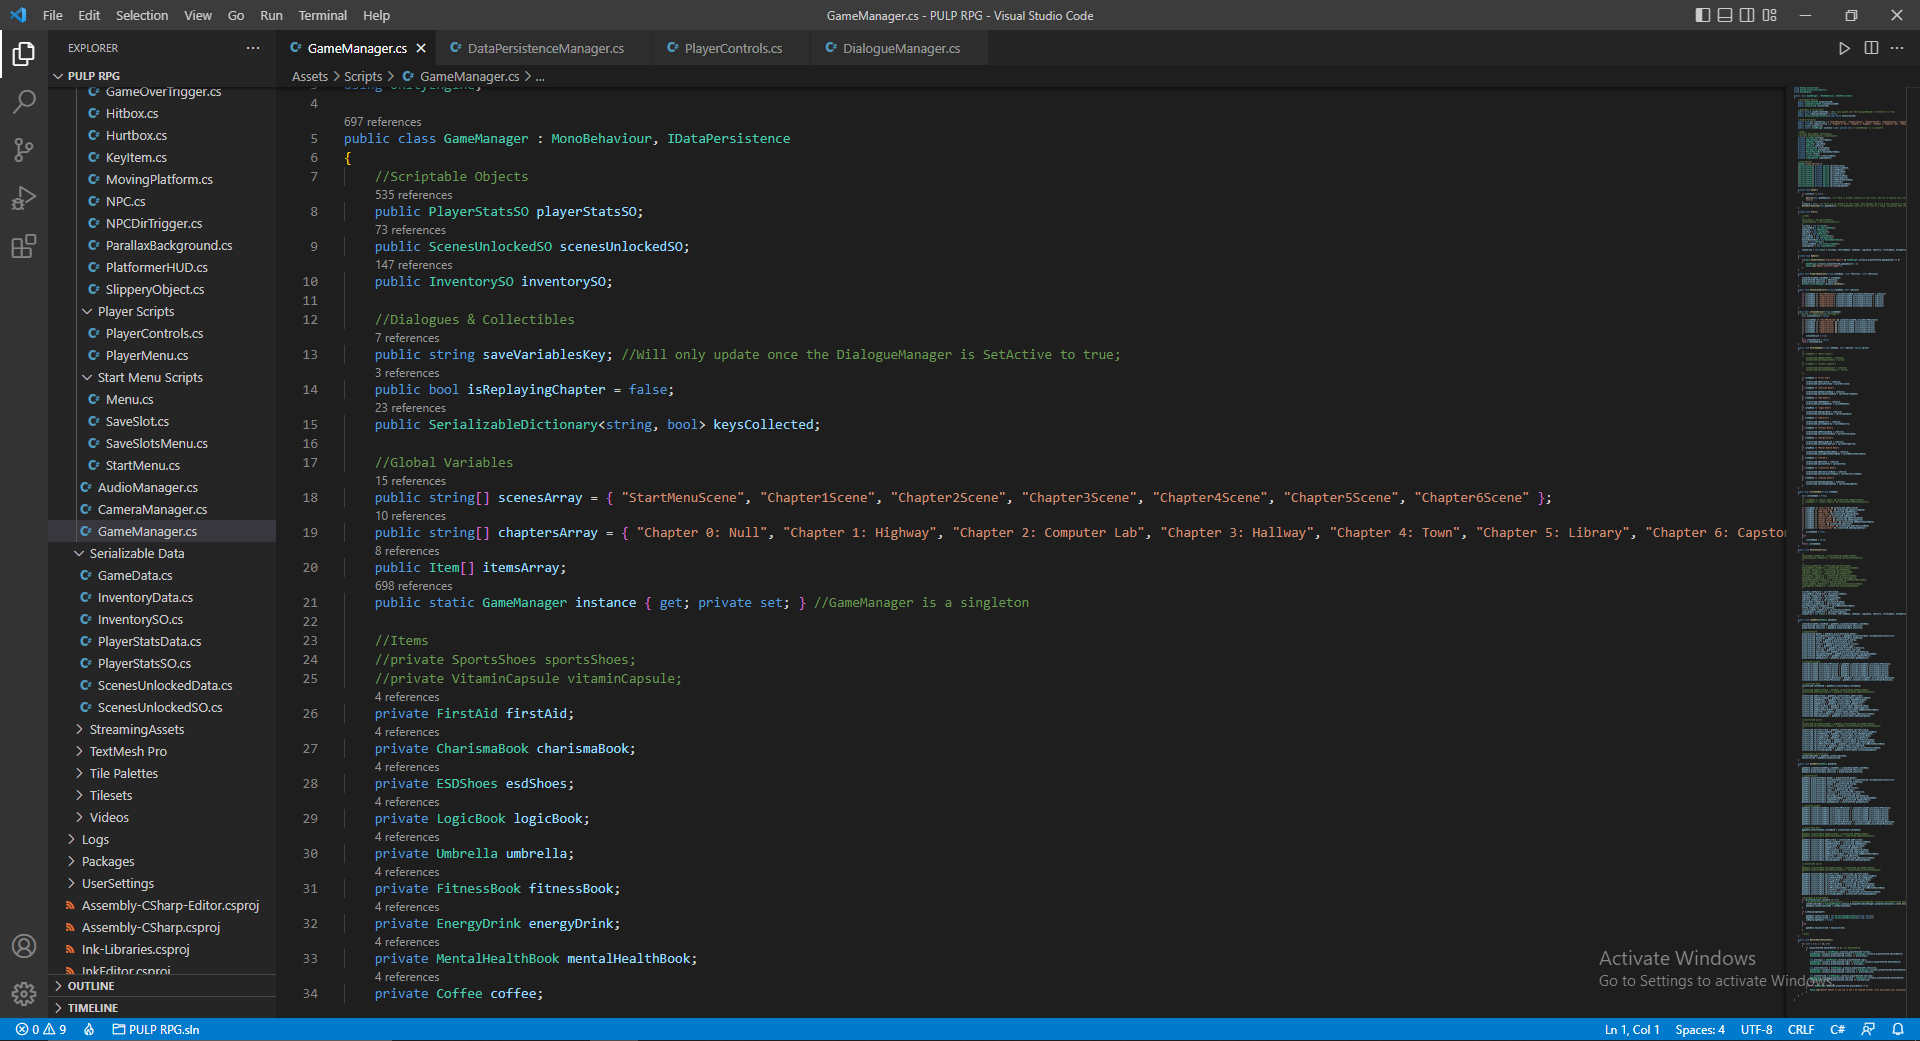 File Edit Selection View Go Run Terminal Help
GameManager.cs - PULP RPG - Visual Studio Code
EXPLORER
PULP RPG
GameOverTrigger.cs
Hitbox.cs
Hurtbox.cs
KeyItem.cs
MovingPlatform.cs
NPC.cs
NPCDirTrigger.cs
ParallaxBackground.cs
PlatformerHUD.cs
SlipperyObject.cs
Player Scripts
PlayerControls.cs
PlayerMenu.cs
Start Menu Scripts
Menu.cs
SaveSlot.cs
SaveSlotsMenu.cs
StartMenu.cs
AudioManager.cs
CameraManager.cs
GameManager.cs
Serializable Data
GameData.cs
InventoryData.cs
InventorySO.cs
PlayerStatsData.cs
PlayerStatsSO.cs
ScenesUnlockedData.cs
ScenesUnlockedSO.cs
StreamingAssets
TextMesh Pro
Tile Palettes
Tilesets
Videos
Logs
Packages
UserSettings
Assembly-CSharp-Editor.csproj
Assembly-CSharp.csproj
Ink-Libraries.csproj
InkEditor.csproj
OUTLINE
TIMELINE
GameManager.cs DataPersistenceManager.cs PlayerControls.cs DialogueManager.cs
Assets > Scripts > GameManager.cs > ...
3 using UnityEngine;
4
697 references
5 public class GameManager : MonoBehaviour, IDataPersistence
6 {
7 //Scriptable Objects
535 references
8 public PlayerStatsSO playerStatsSO;
73 references
9 public ScenesUnlockedSO scenesUnlockedSO;
147 references
10 public InventorySO inventorySO;
11
12 //Dialogues & Collectibles
7 references
13 public string saveVariablesKey; //Will only update once the DialogueManager is SetActive to true;
3 references
14 public bool isReplayingChapter = false;
23 references
15 public SerializableDictionary<string, bool> keysCollected;
16
17 //Global Variables
15 references
18 public string[] scenesArray = { "StartMenuScene", "Chapter1Scene", "Chapter2Scene", "Chapter3Scene", "Chapter4Scene", "Chapter5Scene", "Chapter6Scene" };
10 references
19 public string[] chaptersArray = { "Chapter 0: Null", "Chapter 1: Highway", "Chapter 2: Computer Lab", "Chapter 3: Hallway", "Chapter 4: Town", "Chapter 5: Library", "Chapter 6: Capsto
8 references
20 public Item[] itemsArray;
698 references
21 public static GameManager instance { get; private set; } //GameManager is a singleton
22
23 //Items
24 //private SportsShoes sportsShoes;
25 //private VitaminCapsule vitaminCapsule;
4 references
26 private FirstAid firstAid;
4 references
27 private CharismaBook charismaBook;
4 references
28 private ESDShoes esdShoes;
4 references
29 private LogicBook logicBook;
4 references
30 private Umbrella umbrella;
4 references
31 private FitnessBook fitnessBook;
4 references
32 private EnergyDrink energyDrink;
4 references
33 private MentalHealthBook mentalHealthBook;
4 references
34 private Coffee coffee;
Activate Windows
Go to Settings to activate Windows.
0 9 PULP RPG.sln
Ln 1, Col 1 Spaces: 4 UTF-8 CRLF C#